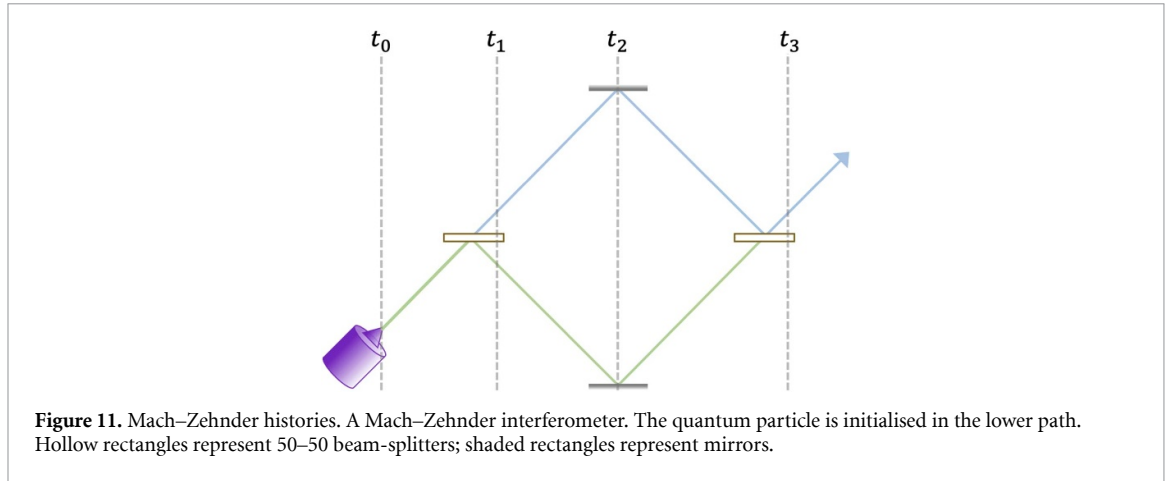 t0 t1 t2 t3
Figure 11. Mach–Zehnder histories. A Mach–Zehnder interferometer. The quantum particle is initialised in the lower path.
Hollow rectangles represent 50–50 beam-splitters; shaded rectangles represent mirrors.